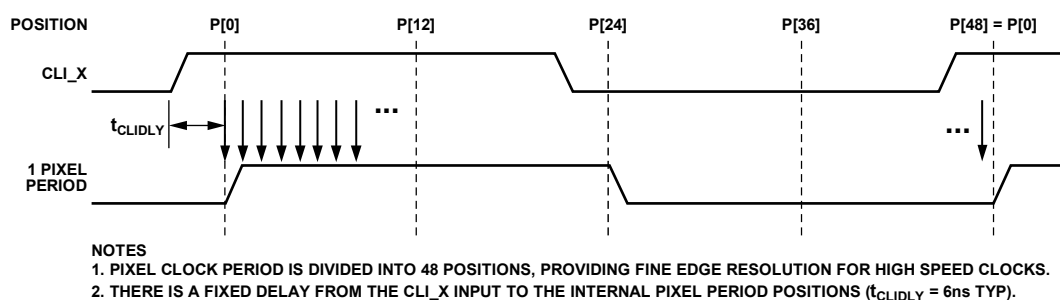 POSITION P[0] P[12] P[24] P[36] P[48] = P[0]
CLI_X
tCLIDLY
... ...
1 PIXEL
PERIOD
NOTES
1. PIXEL CLOCK PERIOD IS DIVIDED INTO 48 POSITIONS, PROVIDING FINE EDGE RESOLUTION FOR HIGH SPEED CLOCKS.
2. THERE IS A FIXED DELAY FROM THE CLI_X INPUT TO THE INTERNAL PIXEL PERIOD POSITIONS (tCLIDLY = 6ns TYP).